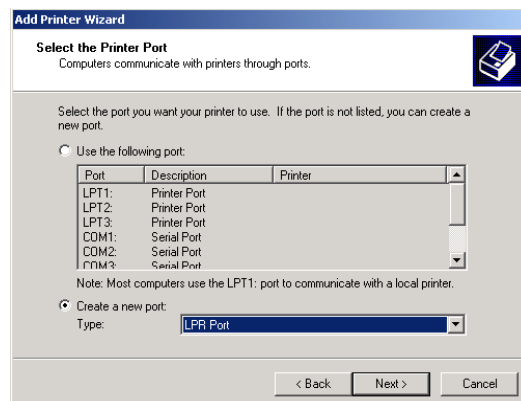 Add Printer Wizard
Select the Printer Port
Computers communicate with printers through ports.
Select the port you want your printer to use. If the port is not listed, you can create a
new port.
Use the following port:
Port Description Printer
LPT1: Printer Port
LPT2: Printer Port
LPT3: Printer Port
COM1: Serial Port
COM2: Serial Port
COM3: Serial Port
Note: Most computers use the LPT1: port to communicate with a local printer.
Create a new port:
Type: LPR Port
< Back Next > Cancel